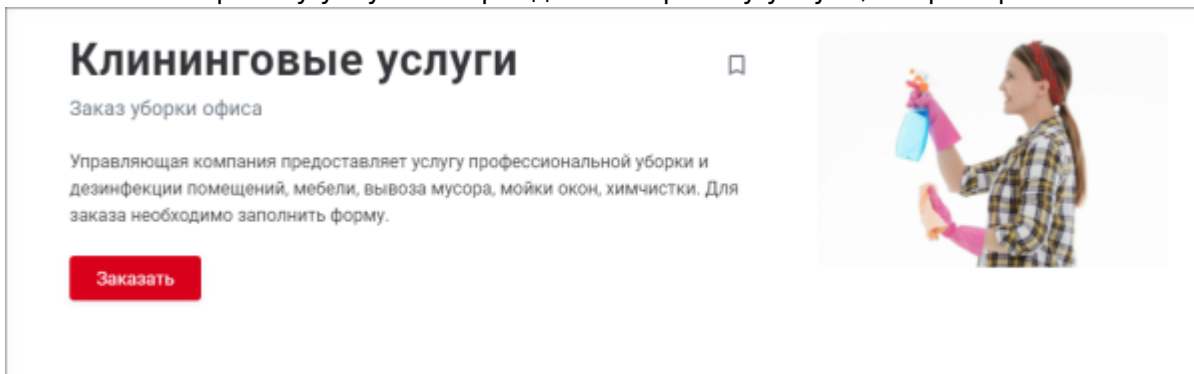 Клининговые услуги
Заказ уборки офиса
Управляющая компания предоставляет услугу профессиональной уборки и
дезинфекции помещений, мебели, вывоза мусора, мойки окон, химчистки. Для
заказа необходимо заполнить форму.
Заказать